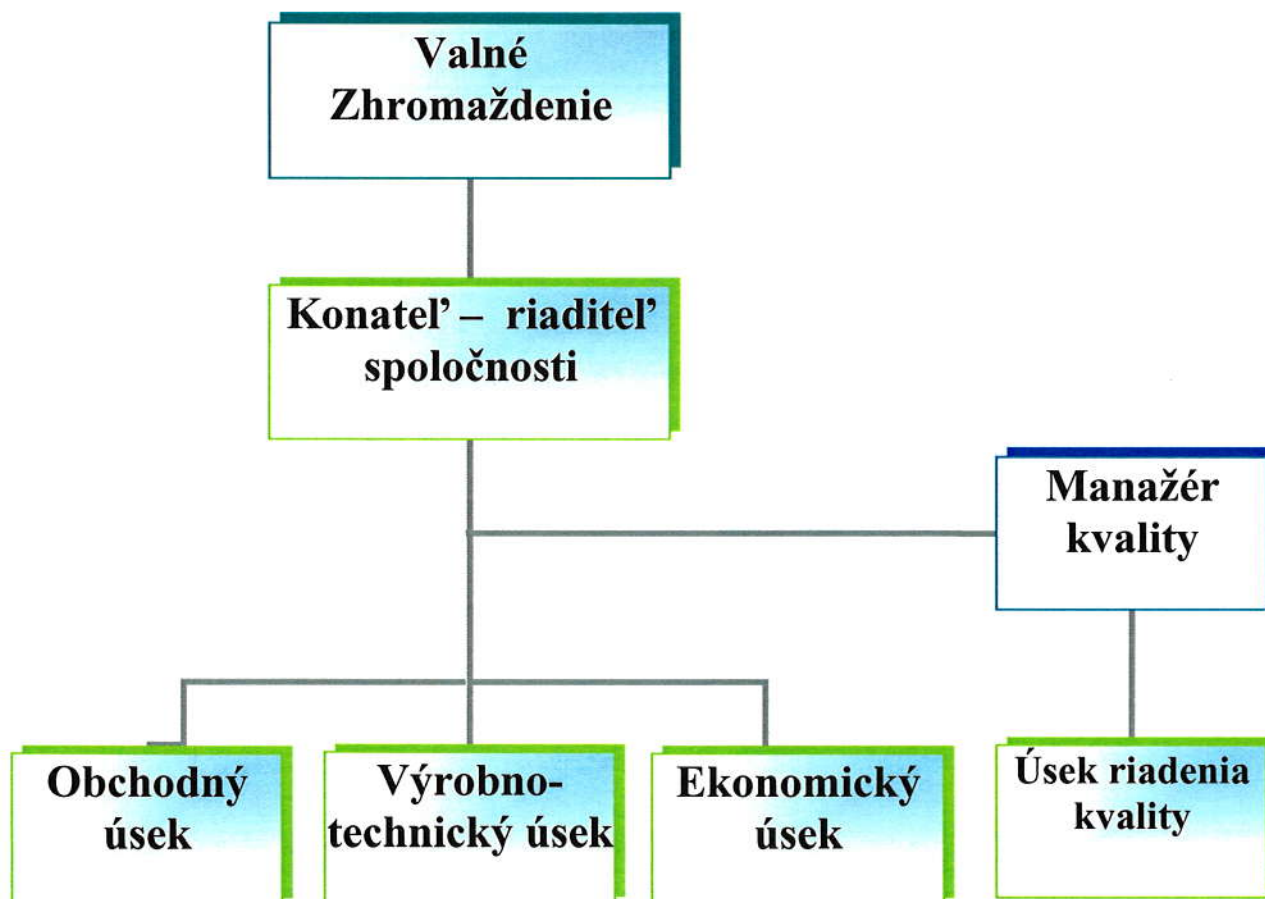 Valné
Zhromaždenie
Konateľ – riaditeľ
spoločnosti
Manažér
kvality
Obchodný
úsek
Výrobno-
technický úsek
Ekonomický
úsek
Úsek riadenia
kvality